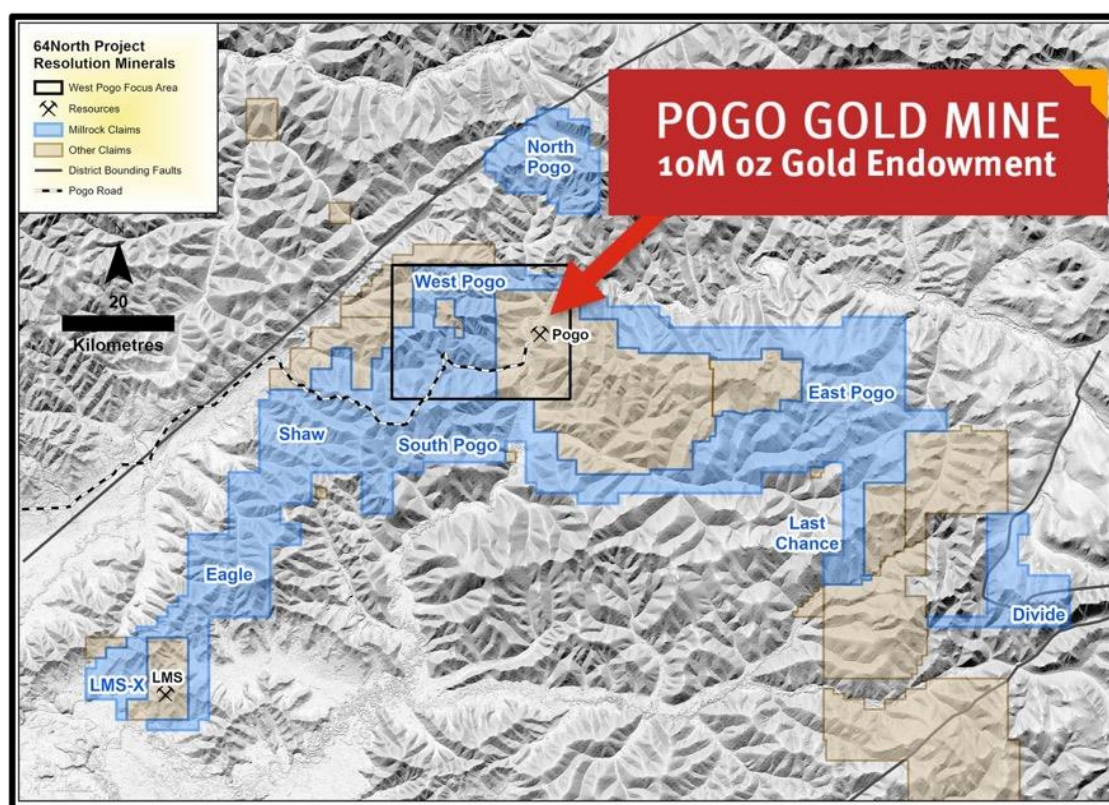 64North Project
Resolution Minerals
West Pogo Focus Area
Resources
Millrock Claims
Other Claims
District Bounding Faults
Pogo Road
POGO GOLD MINE
10M oz Gold Endowment
North
Pogo
N
20
Kilometres
West Pogo
Pogo
East Pogo
Shaw
South Pogo
Last
Chance
Eagle
Divide
LMS-X
LMS